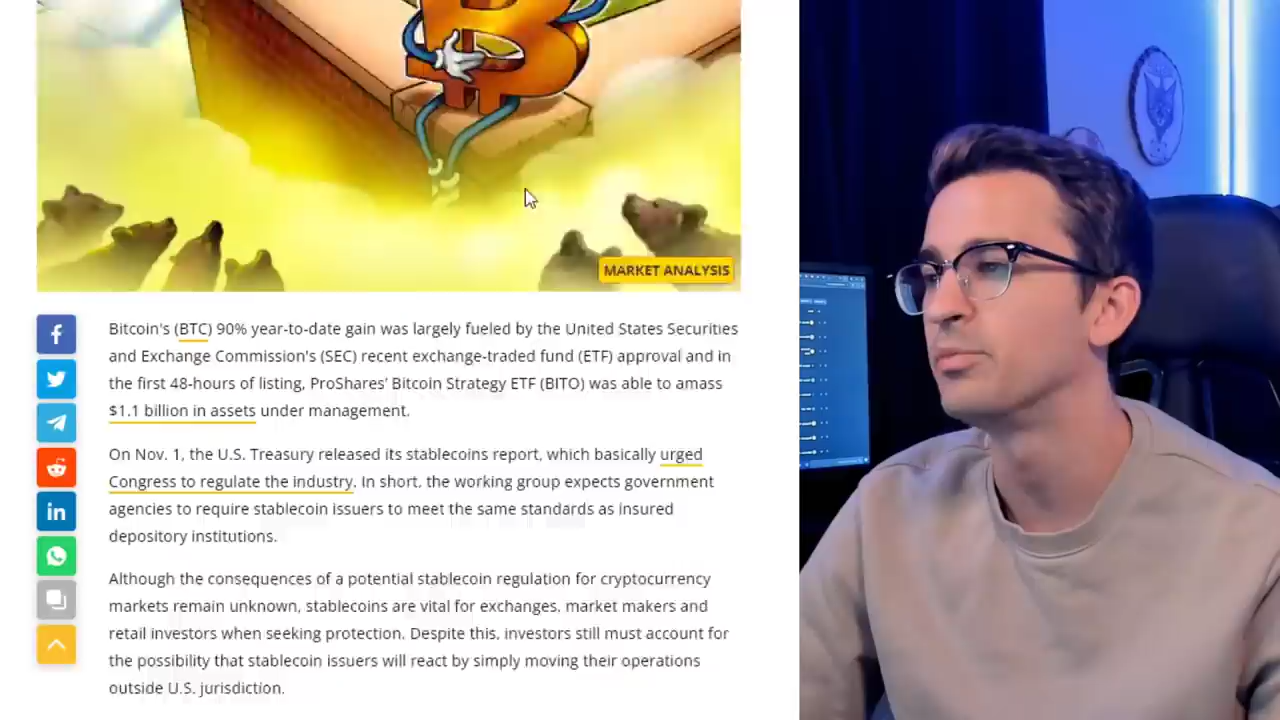 MARKET ANALYSIS
Bitcoin's (BTC) 90% year-to-date gain was largely fueled by the United States Securities
and Exchange Commission's (SEC) recent exchange-traded fund (ETF) approval and in
the first 48-hours of listing, ProShares’ Bitcoin Strategy ETF (BITO) was able to amass
$1.1 billion in assets under management.
On Nov. 1, the U.S. Treasury released its stablecoins report, which basically urged
Congress to regulate the industry. In short, the working group expects government
agencies to require stablecoin issuers to meet the same standards as insured
depository institutions.
Although the consequences of a potential stablecoin regulation for cryptocurrency
markets remain unknown, stablecoins are vital for exchanges, market makers and
retail investors when seeking protection. Despite this, investors still must account for
the possibility that stablecoin issuers will react by simply moving their operations
outside U.S. jurisdiction.